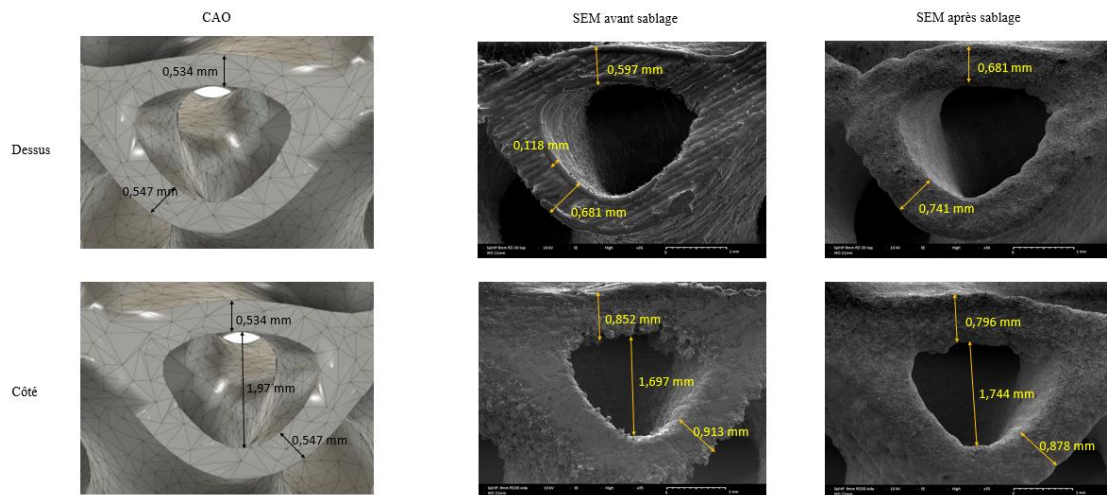 CAO
SEM avant sablage
SEM après sablage
Dessus
0,534 mm
0,547 mm
0,597 mm
0,118 mm
0,681 mm
0,681 mm
0,741 mm
Côté
0,534 mm
1,97 mm
0,547 mm
0,852 mm
1,697 mm
0,913 mm
0,796 mm
1,744 mm
0,878 mm